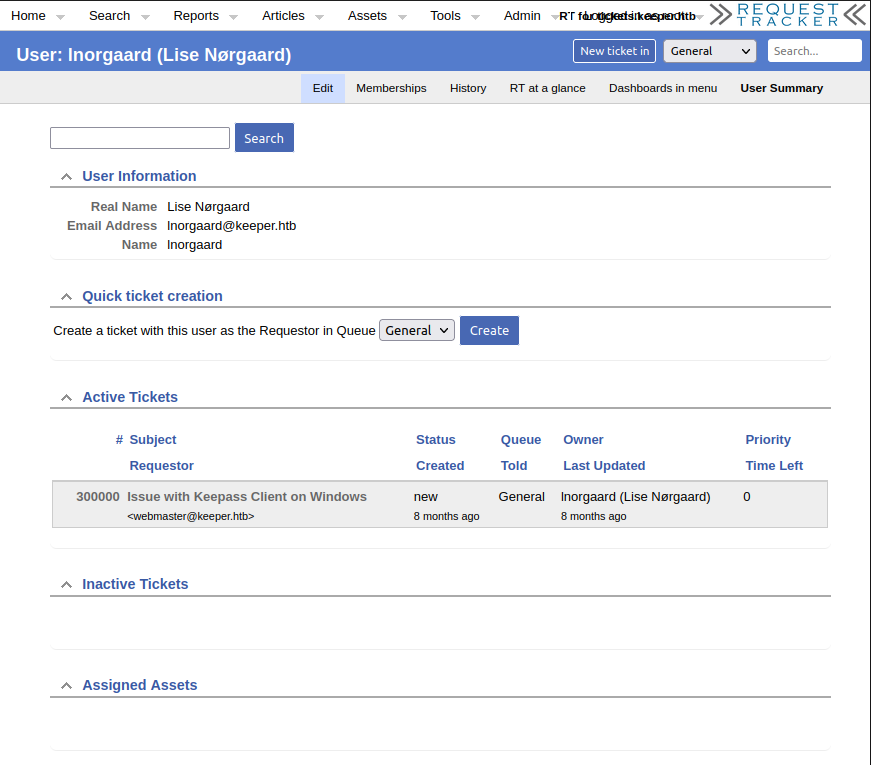 Home Search Reports Articles Assets Tools Admin RT for tickets.keeper.htb REQUEST
TRACKER
User: lnorgaard (Lise Nørgaard) New ticket in General Search...
Edit Memberships History RT at a glance Dashboards in menu User Summary
Search
User Information
Real Name Lise Nørgaard
Email Address lnorgaard@keeper.htb
Name lnorgaard
Quick ticket creation
Create a ticket with this user as the Requestor in Queue General Create
Active Tickets
# Subject Status Queue Owner Priority
Requestor Created Told Last Updated Time Left
300000 Issue with Keepass Client on Windows new General lnorgaard (Lise Nørgaard) 0
<webmaster@keeper.htb> 8 months ago 8 months ago
Inactive Tickets
Assigned Assets